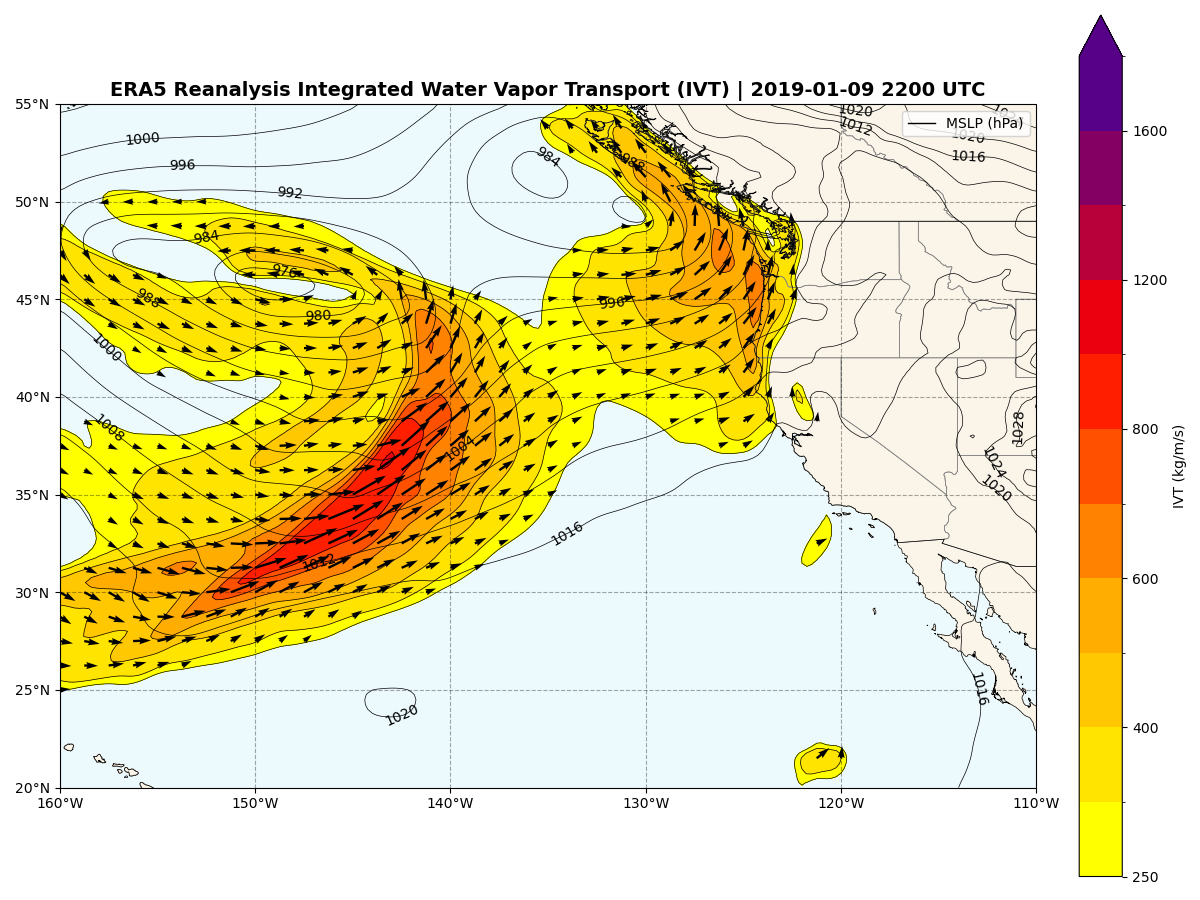 ERA5 Reanalysis Integrated Water Vapor Transport (IVT) | 2019-01-09 2200 UTC
MSLP (hPa)
55°N
50°N
45°N
40°N
35°N
30°N
25°N
20°N
160°W
150°W
140°W
130°W
120°W
110°W
1600
1200
800
600
400
250
IVT (kg/m/s)
1000
996
992
984
976
980
988
1000
1008
984
988
996
1004
1012
1016
1020
1020
1012
1020
1016
1028
1024
1020
1016